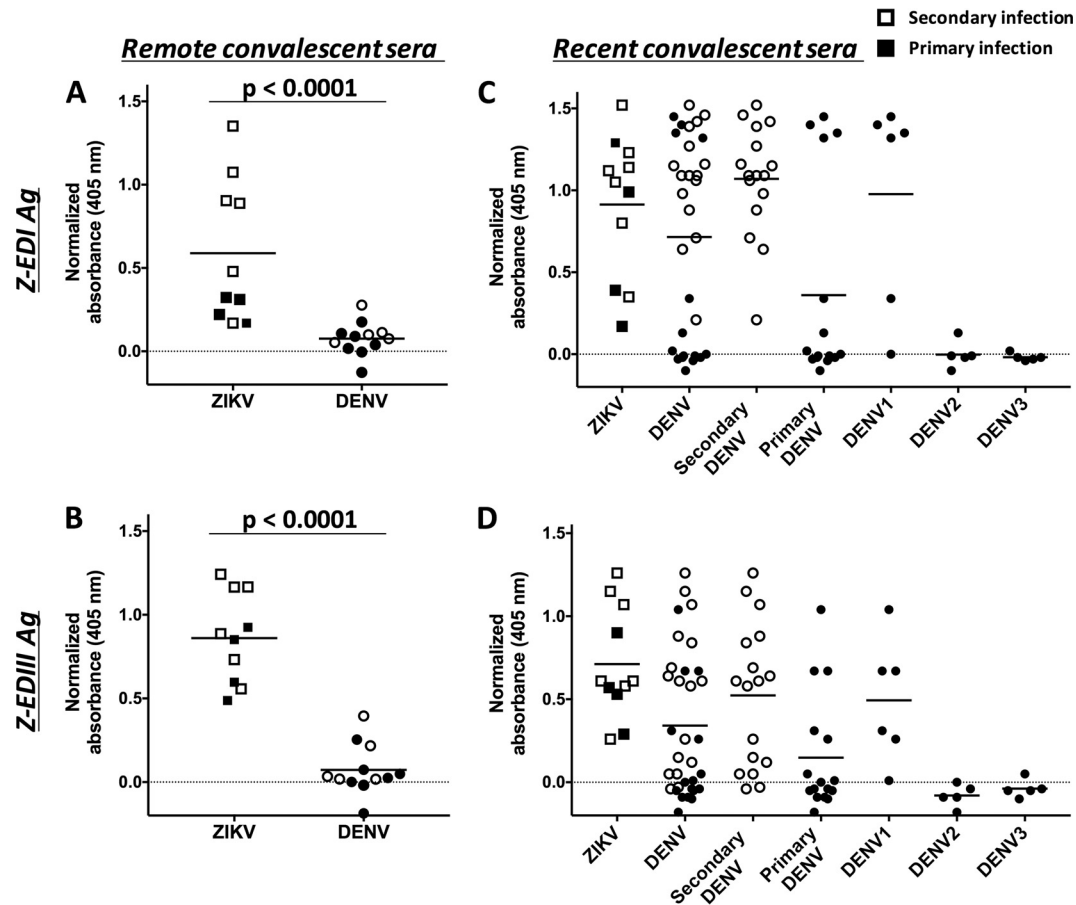 Secondary infection
Primary infection
Remote convalescent sera
Recent convalescent sera
Z-EDI Ag
A
p < 0.0001
Normalized
absorbance (405 nm)
1.5
1.0
0.5
0.0
ZIKV
DENV
C
Normalized
absorbance (405 nm)
1.5
1.0
0.5
0.0
ZIKV
DENV
Secondary
DENV
Primary
DENV
DENV1
DENV2
DENV3
Z-EDIII Ag
B
p < 0.0001
Normalized
absorbance (405 nm)
1.5
1.0
0.5
0.0
ZIKV
DENV
D
Normalized
absorbance (405 nm)
1.5
1.0
0.5
0.0
ZIKV
DENV
Secondary
DENV
Primary
DENV
DENV1
DENV2
DENV3